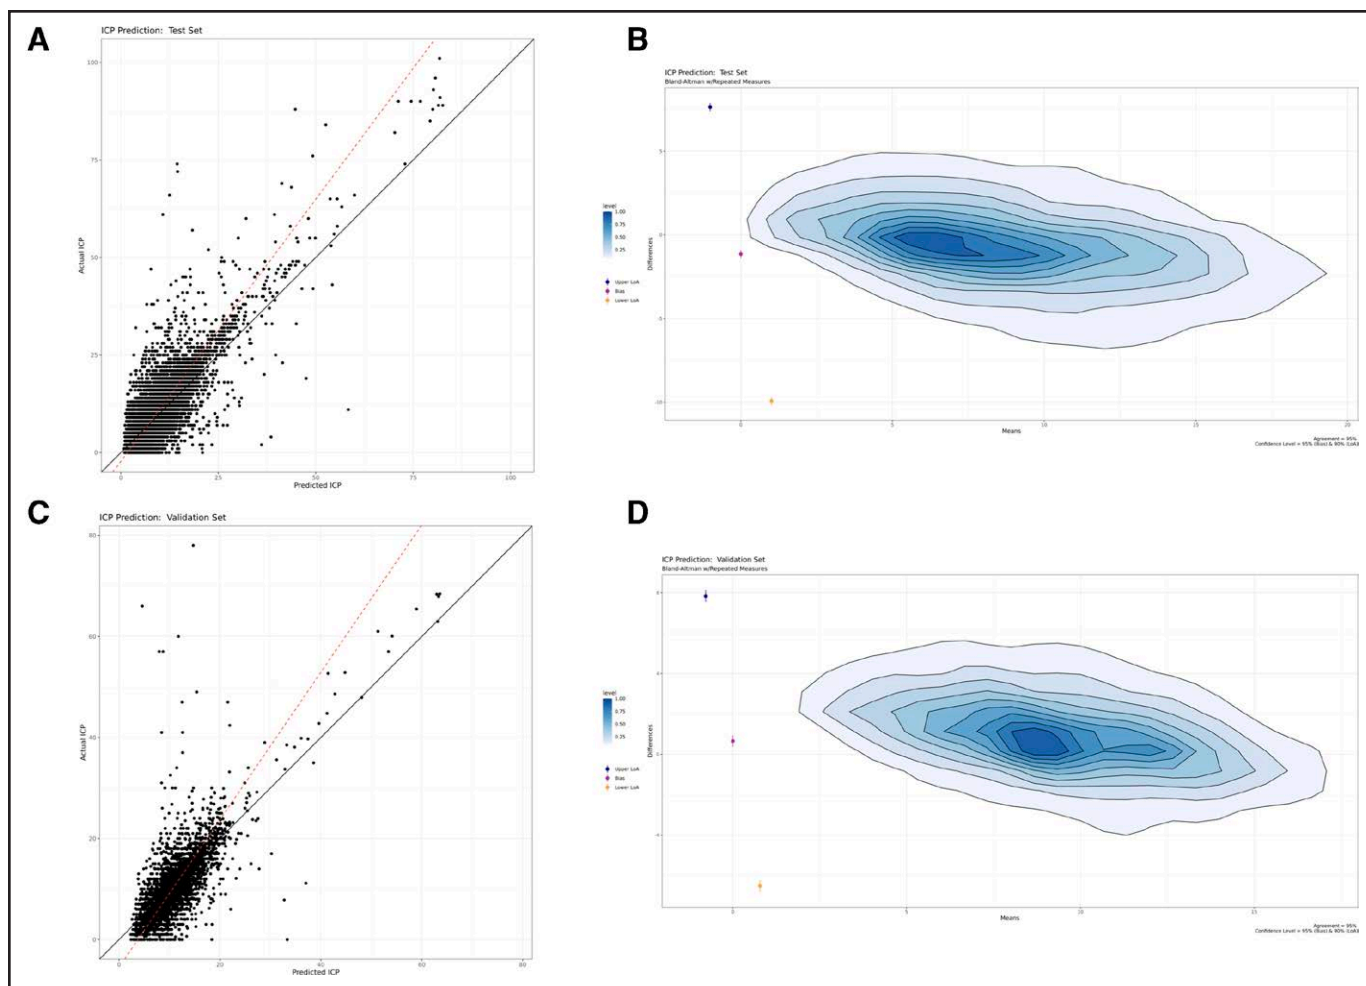 A
ICP Prediction: Test Set
Actual ICP
100
75
50
25
0
0
25
50
75
100
Predicted ICP
B
ICP Prediction: Test Set
Bland-Altman w/Repeated Measures
level
1.00
0.75
0.50
0.25
Upper LoA
Bias
Lower LoA
Differences
5
0
-5
-10
0
5
10
15
20
Means
Agreement = 95%
Confidence Level = 95% (Bias) & 90% (LoA)
C
ICP Prediction: Validation Set
Actual ICP
80
60
40
20
0
0
20
40
60
80
Predicted ICP
D
ICP Prediction: Validation Set
Bland-Altman w/Repeated Measures
level
1.00
0.75
0.50
0.25
Upper LoA
Bias
Lower LoA
Differences
0
5
10
15
Means
Agreement = 95%
Confidence Level = 95% (Bias) & 90% (LoA)